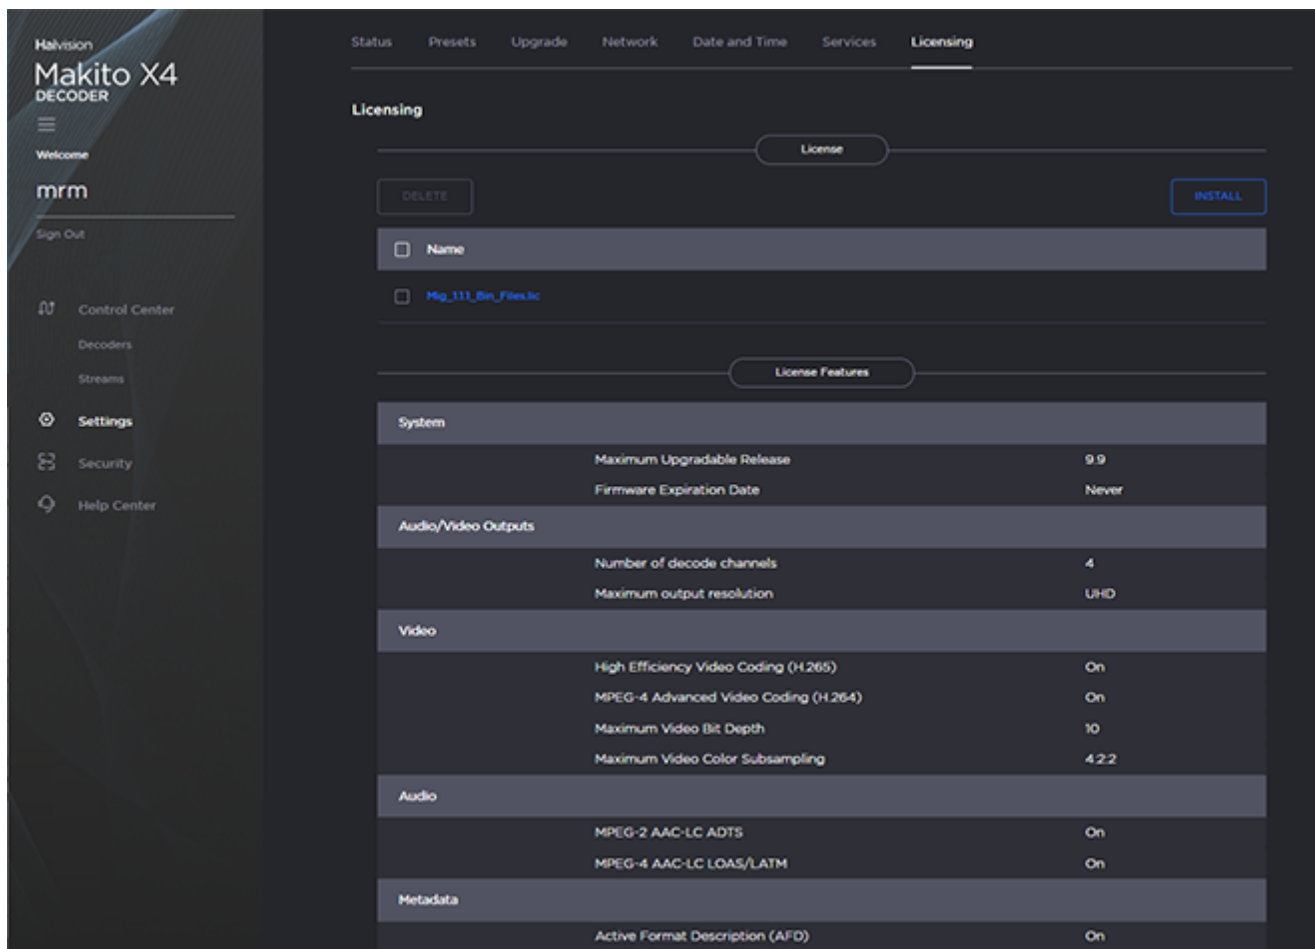 Haivision
Makito X4
DECODER
Welcome
mrm
Sign Out
Control Center
Decoders
Streams
Settings
Security
Help Center
Status Presets Upgrade Network Date and Time Services Licensing
Licensing
License
DELETE INSTALL
Name
Mig_111_Bin_Files.lic
License Features
System
Maximum Upgradable Release 9.9
Firmware Expiration Date Never
Audio/Video Outputs
Number of decode channels 4
Maximum output resolution UHD
Video
High Efficiency Video Coding (H.265) On
MPEG-4 Advanced Video Coding (H.264) On
Maximum Video Bit Depth 10
Maximum Video Color Subsampling 4:2:2
Audio
MPEG-2 AAC-LC ADTS On
MPEG-4 AAC-LC LOAS/LATM On
Metadata
Active Format Description (AFD) On